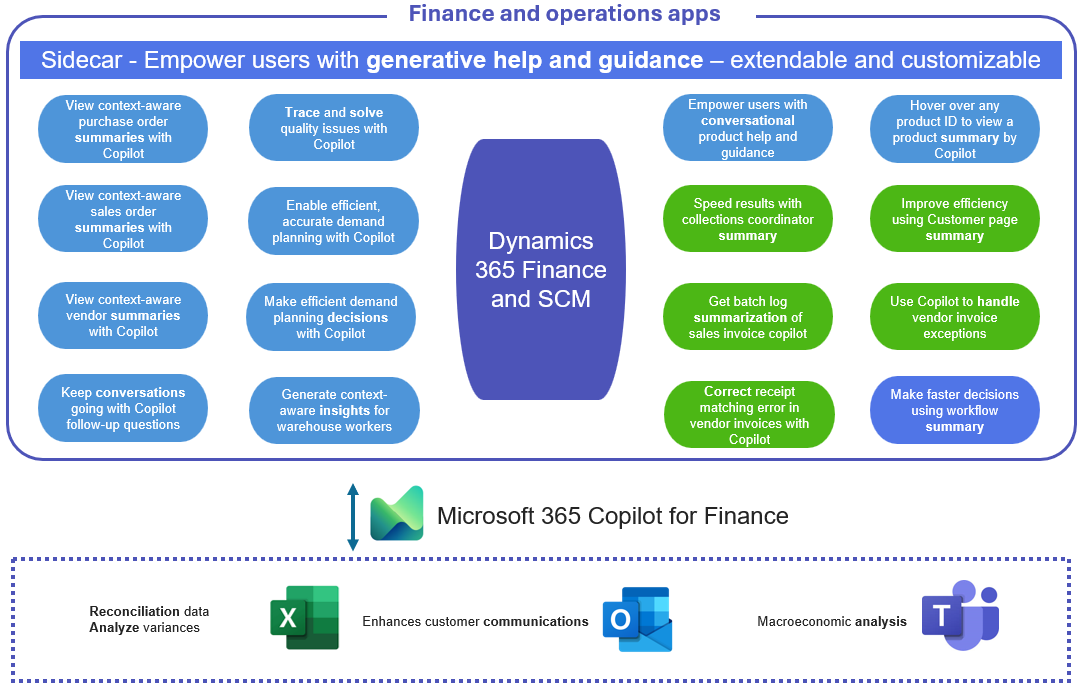 Finance and operations apps
Sidecar - Empower users with generative help and guidance – extendable and customizable
View context-aware
purchase order
summaries with
Copilot
Trace and solve
quality issues with
Copilot
Empower users with
conversational
product help and
guidance
Hover over any
product ID to view a
product summary by
Copilot
View context-aware
sales order
summaries with
Copilot
Enable efficient,
accurate demand
planning with Copilot
Speed results with
collections coordinator
summary
Improve efficiency
using Customer page
summary
Dynamics
365 Finance
and SCM
View context-aware
vendor summaries
with Copilot
Make efficient demand
planning decisions
with Copilot
Get batch log
summarization of
sales invoice copilot
Use Copilot to handle
vendor invoice
exceptions
Keep conversations
going with Copilot
follow-up questions
Generate context-
aware insights for
warehouse workers
Correct receipt
matching error in
vendor invoices with
Copilot
Make faster decisions
using workflow
summary
Microsoft 365 Copilot for Finance
Reconciliation data
Analyze variances
X
Enhances customer communications
O
Macroeconomic analysis
T